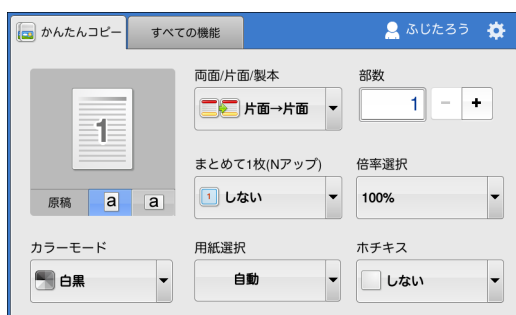 かんたんコピー
すべての機能
ふじたろう
両面/片面/製本
部数
1
片面→片面
1
まとめて1枚(Nアップ)
倍率選択
原稿
a
a
1
しない
100%
カラーモード
用紙選択
ホチキス
白黒
自動
しない